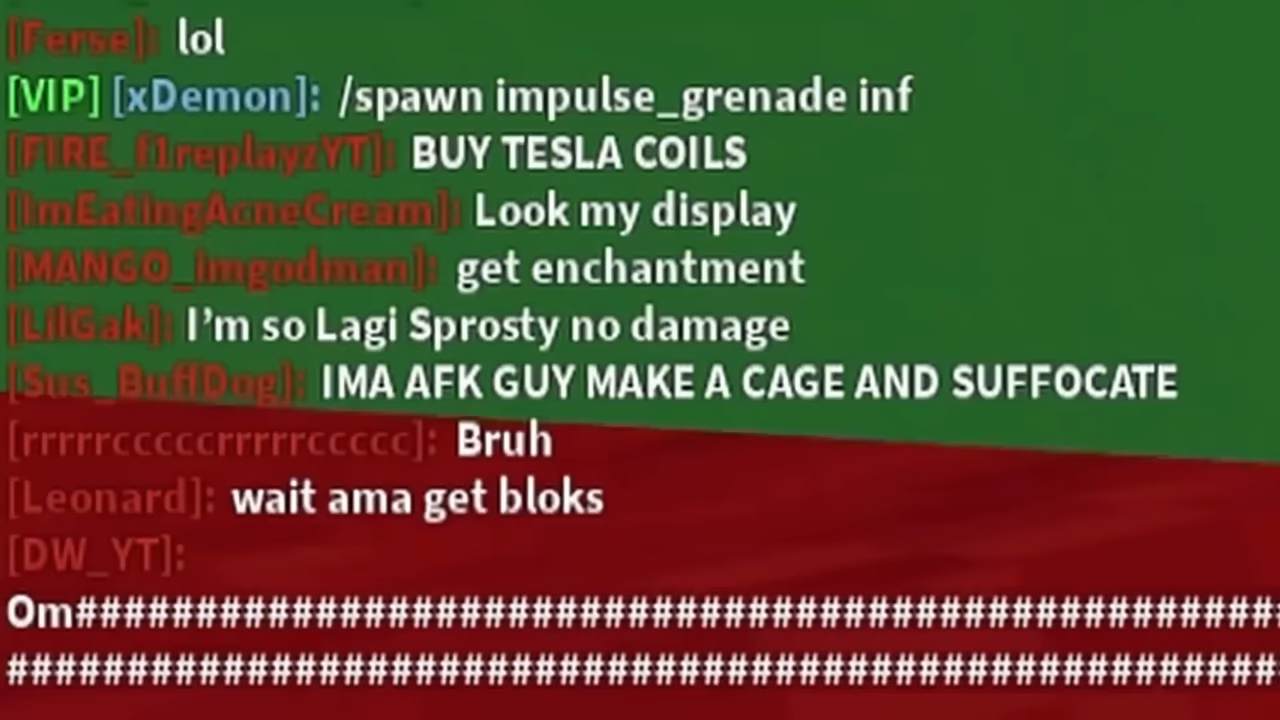 [Ferse]: lol
[VIP] [xDemon]: /spawn impulse_grenade inf
[FIRE_f1replayzYT]: BUY TESLA COILS
[ImEatingAcneCream]: Look my display
[MANGO_imgodman]: get enchantment
[LilGak]: I’m so Lagi Sprosty no damage
[Sus_BuffDog]: IMA AFK GUY MAKE A CAGE AND SUFFOCATE
[rrrrrcccccrrrrrccccc]: Bruh
[Leonard]: wait ama get bloks
[DW_YT]:
Om##################################################
#####################################################